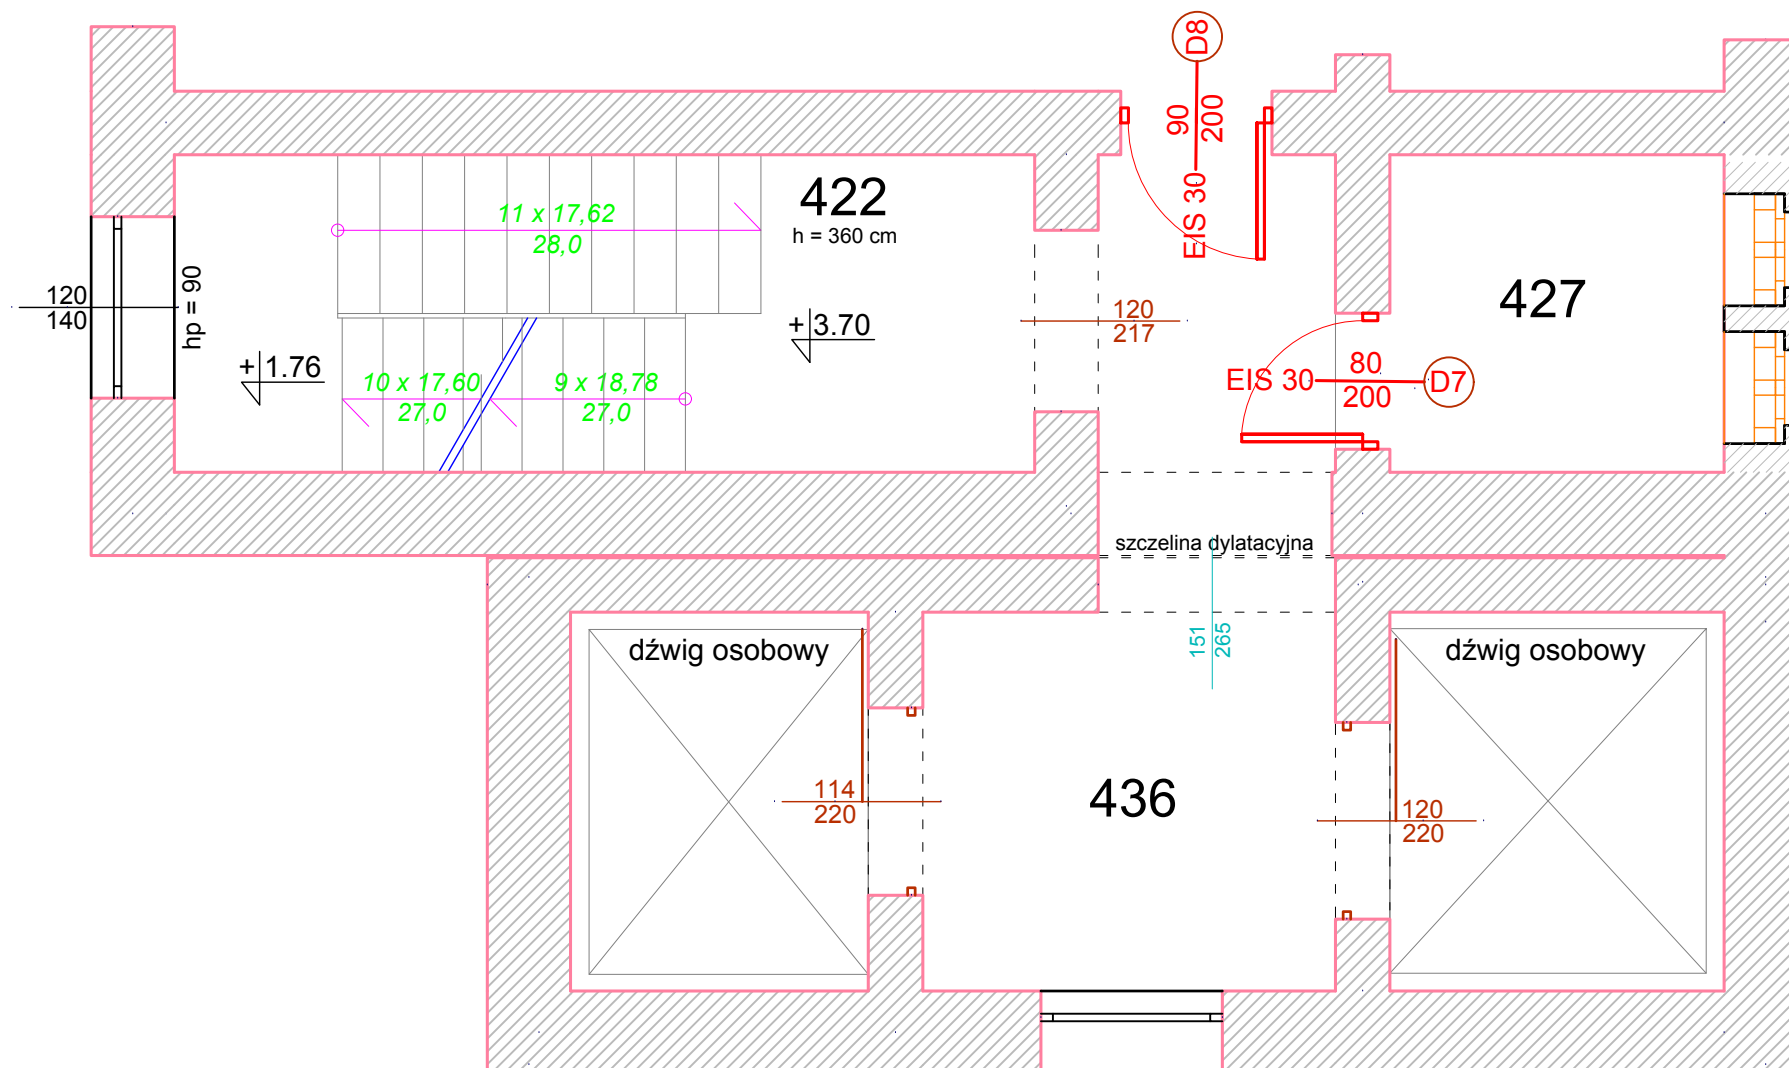 D8
90
200
EIS 30
422
h = 360 cm
11 x 17,62
28,0
120
140
hp = 90
+ 1.76
+ 3.70
10 x 17,60
27,0
9 x 18,78
27,0
120
217
427
EIS 30
80
200
D7
szczelina dylatacyjna
151
265
dźwig osobowy
dźwig osobowy
114
220
436
120
220